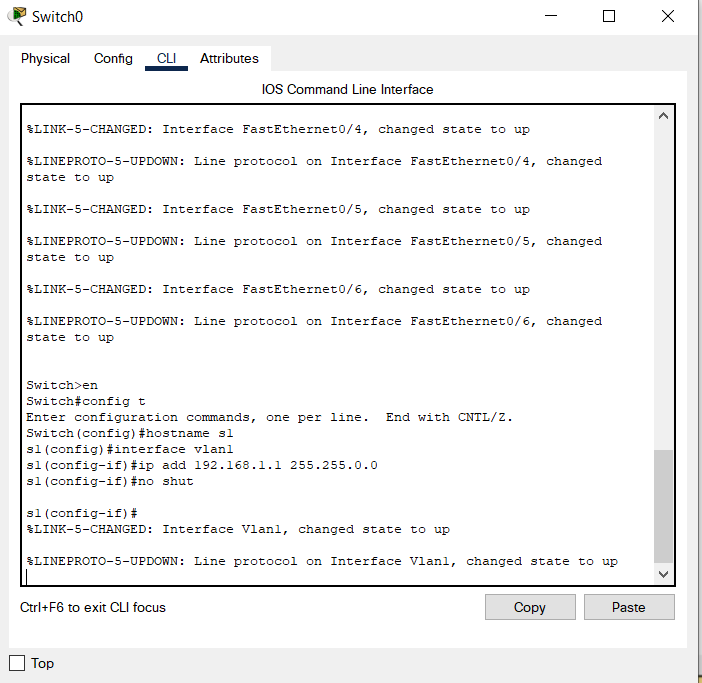 Switch0
Physical Config CLI Attributes
IOS Command Line Interface
%LINK-5-CHANGED: Interface FastEthernet0/4, changed state to up
%LINEPROTO-5-UPDOWN: Line protocol on Interface FastEthernet0/4, changed
state to up
%LINK-5-CHANGED: Interface FastEthernet0/5, changed state to up
%LINEPROTO-5-UPDOWN: Line protocol on Interface FastEthernet0/5, changed
state to up
%LINK-5-CHANGED: Interface FastEthernet0/6, changed state to up
%LINEPROTO-5-UPDOWN: Line protocol on Interface FastEthernet0/6, changed
state to up
Switch>en
Switch#config t
Enter configuration commands, one per line.  End with CNTL/Z.
Switch(config)#hostname s1
s1(config)#interface vlan1
s1(config-if)#ip add 192.168.1.1 255.255.0.0
s1(config-if)#no shut
s1(config-if)#
%LINK-5-CHANGED: Interface Vlan1, changed state to up
%LINEPROTO-5-UPDOWN: Line protocol on Interface Vlan1, changed state to up
Ctrl+F6 to exit CLI focus
Copy Paste
Top